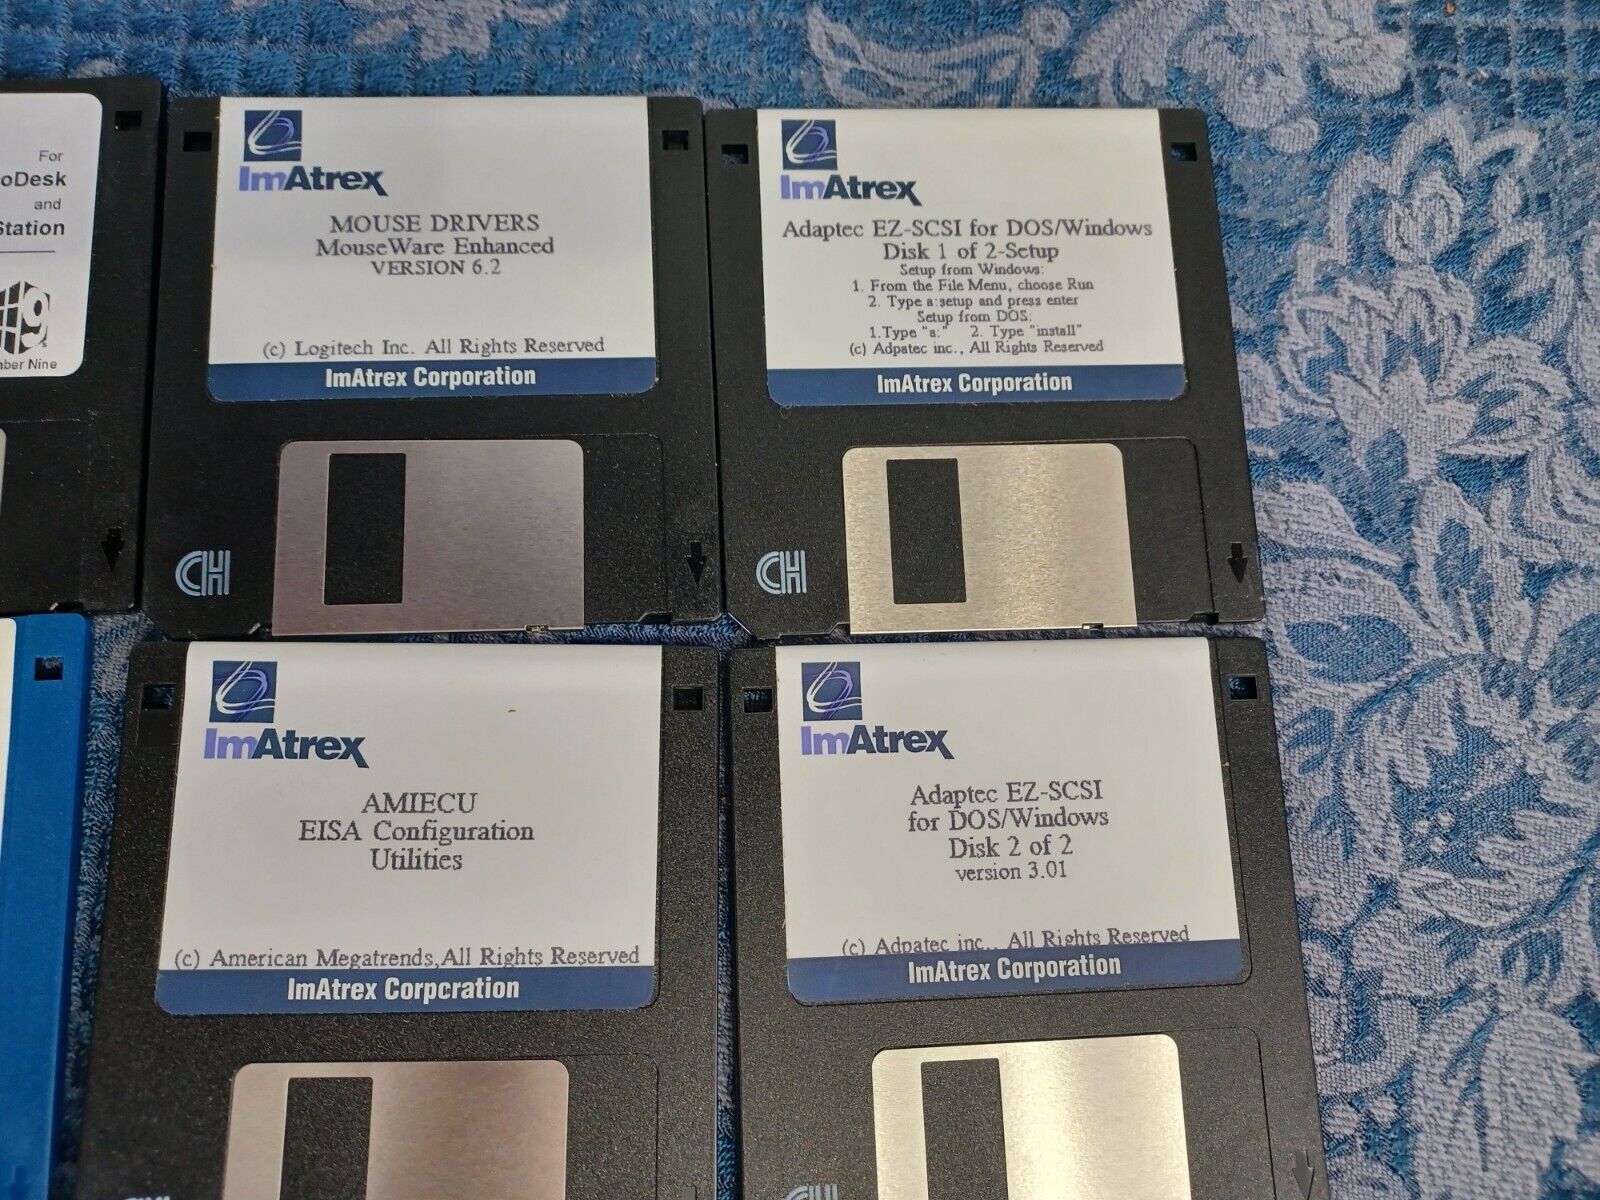 For
oDesk
and
Station
9
ber Nine
ImAtrex
MOUSE DRIVERS
MouseWare Enhanced
VERSION 6.2
(c) Logitech Inc. All Rights Reserved
ImAtrex Corporation
CH
ImAtrex
Adaptec EZ-SCSI for DOS/Windows
Disk 1 of 2-Setup
Setup from Windows:
1. From the File Menu, choose Run
2. Type a:setup and press enter
Setup from DOS:
1.Type "a:" 2. Type "install"
(c) Adpatec inc., All Rights Reserved
ImAtrex Corporation
CH
ImAtrex
AMIECU
EISA Configuration
Utilities
(c) American Megatrends,All Rights Reserved
ImAtrex Corporation
CH
ImAtrex
Adaptec EZ-SCSI
for DOS/Windows
Disk 2 of 2
version 3.01
(c) Adpatec inc., All Rights Reserved
ImAtrex Corporation
CH